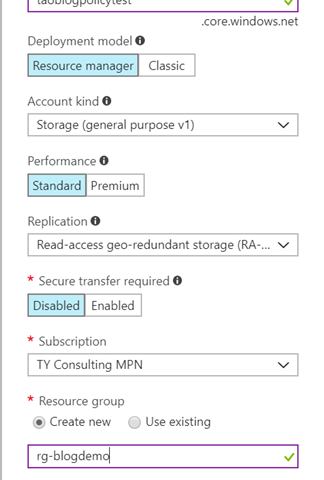 taoblogpolicytest
.core.windows.net
Deployment model
Resource manager Classic
Account kind
Storage (general purpose v1)
Performance
Standard Premium
Replication
Read-access geo-redundant storage (RA-...
* Secure transfer required
Disabled Enabled
* Subscription
TY Consulting MPN
* Resource group
Create new Use existing
rg-blogdemo